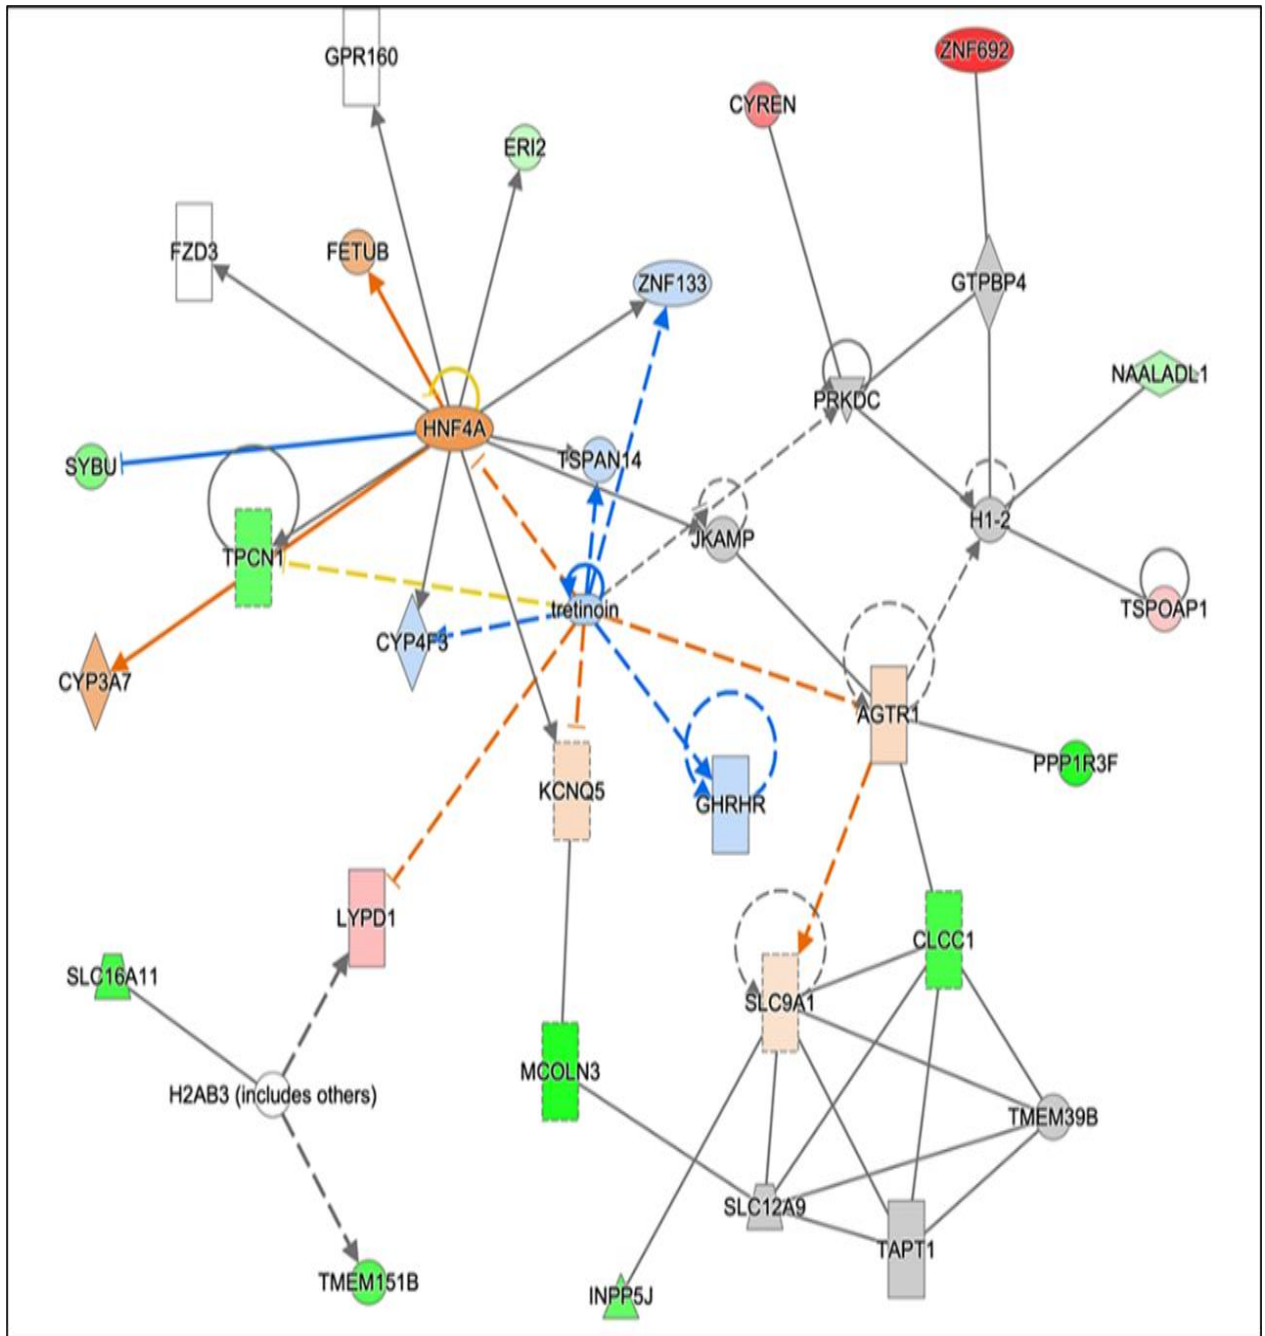 GPR160
ZNF692
CYREN
ERI2
FZD3
FETUB
ZNF133
GTPBP4
PRKDC
NAALADL1
HNF4A
SYBU
TSPAN14
H1-2
JKAMP
TPCN1
tretinoin
TSPOAP1
CYP4F3
CYP3A7
AGTR1
PPP1R3F
KCNQ5
GHRHR
LYPD1
CLCC1
SLC16A11
SLC9A1
MCOLN3
H2AB3 (includes others)
TMEM39B
SLC12A9
TAPT1
TMEM151B
INPP5J